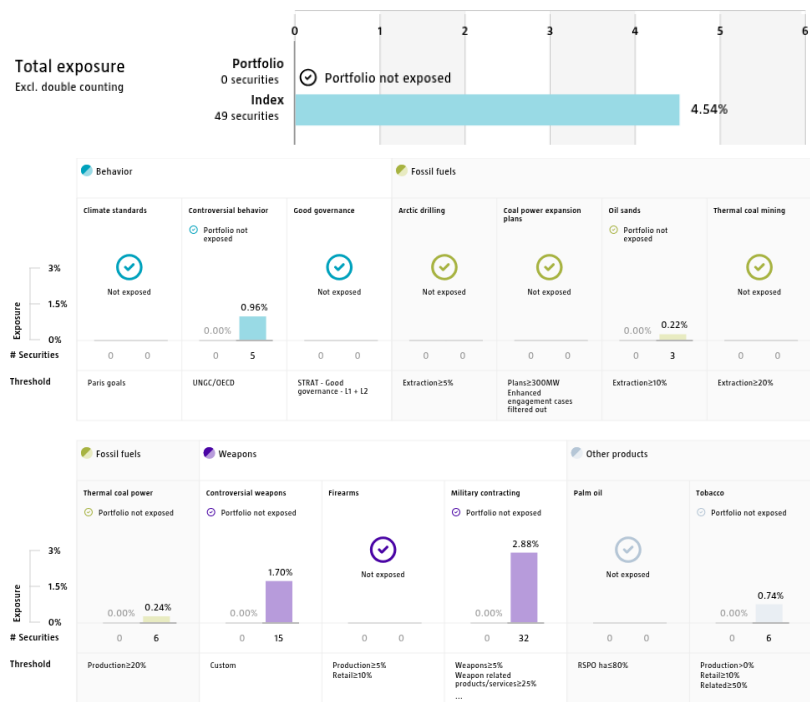 0 1 2 3 4 5 6
Total exposure
Excl. double counting
Portfolio
0 securities
Portfolio not exposed
Index
49 securities
4.54%
Behavior
Fossil fuels
Climate standards
Controversial behavior
Good governance
Arctic drilling
Coal power expansion
plans
Oil sands
Thermal coal mining
Portfolio not
exposed
Portfolio not
exposed
Not exposed
Not exposed
Not exposed
Not exposed
Not exposed
Exposure
3%
1.5%
0%
0.00% 0.96%
0.00% 0.22%
# Securities 0 0 0 5 0 0 0 0 0 0 0 3 0 0
Threshold
Paris goals
UNGC/OECD
STRAT - Good
governance - L1 + L2
Extraction≥5%
Plans≥300MW
Enhanced
engagement cases
filtered out
Extraction≥10%
Extraction≥20%
Fossil fuels
Weapons
Other products
Thermal coal power
Controversial weapons
Firearms
Military contracting
Palm oil
Tobacco
Portfolio not exposed
Portfolio not exposed
Portfolio not exposed
Portfolio not exposed
Not exposed
Not exposed
Exposure
3%
1.5%
0%
0.00% 0.24%
0.00% 1.70%
0.00% 2.88%
0.00% 0.74%
# Securities 0 6 0 15 0 0 0 32 0 0 0 6
Threshold
Production≥20%
Custom
Production≥5%
Retail≥10%
Weapons≥5%
Weapon related
products/services≥25%
...
RSPO ha≤80%
Production>0%
Retail≥10%
Related≥50%